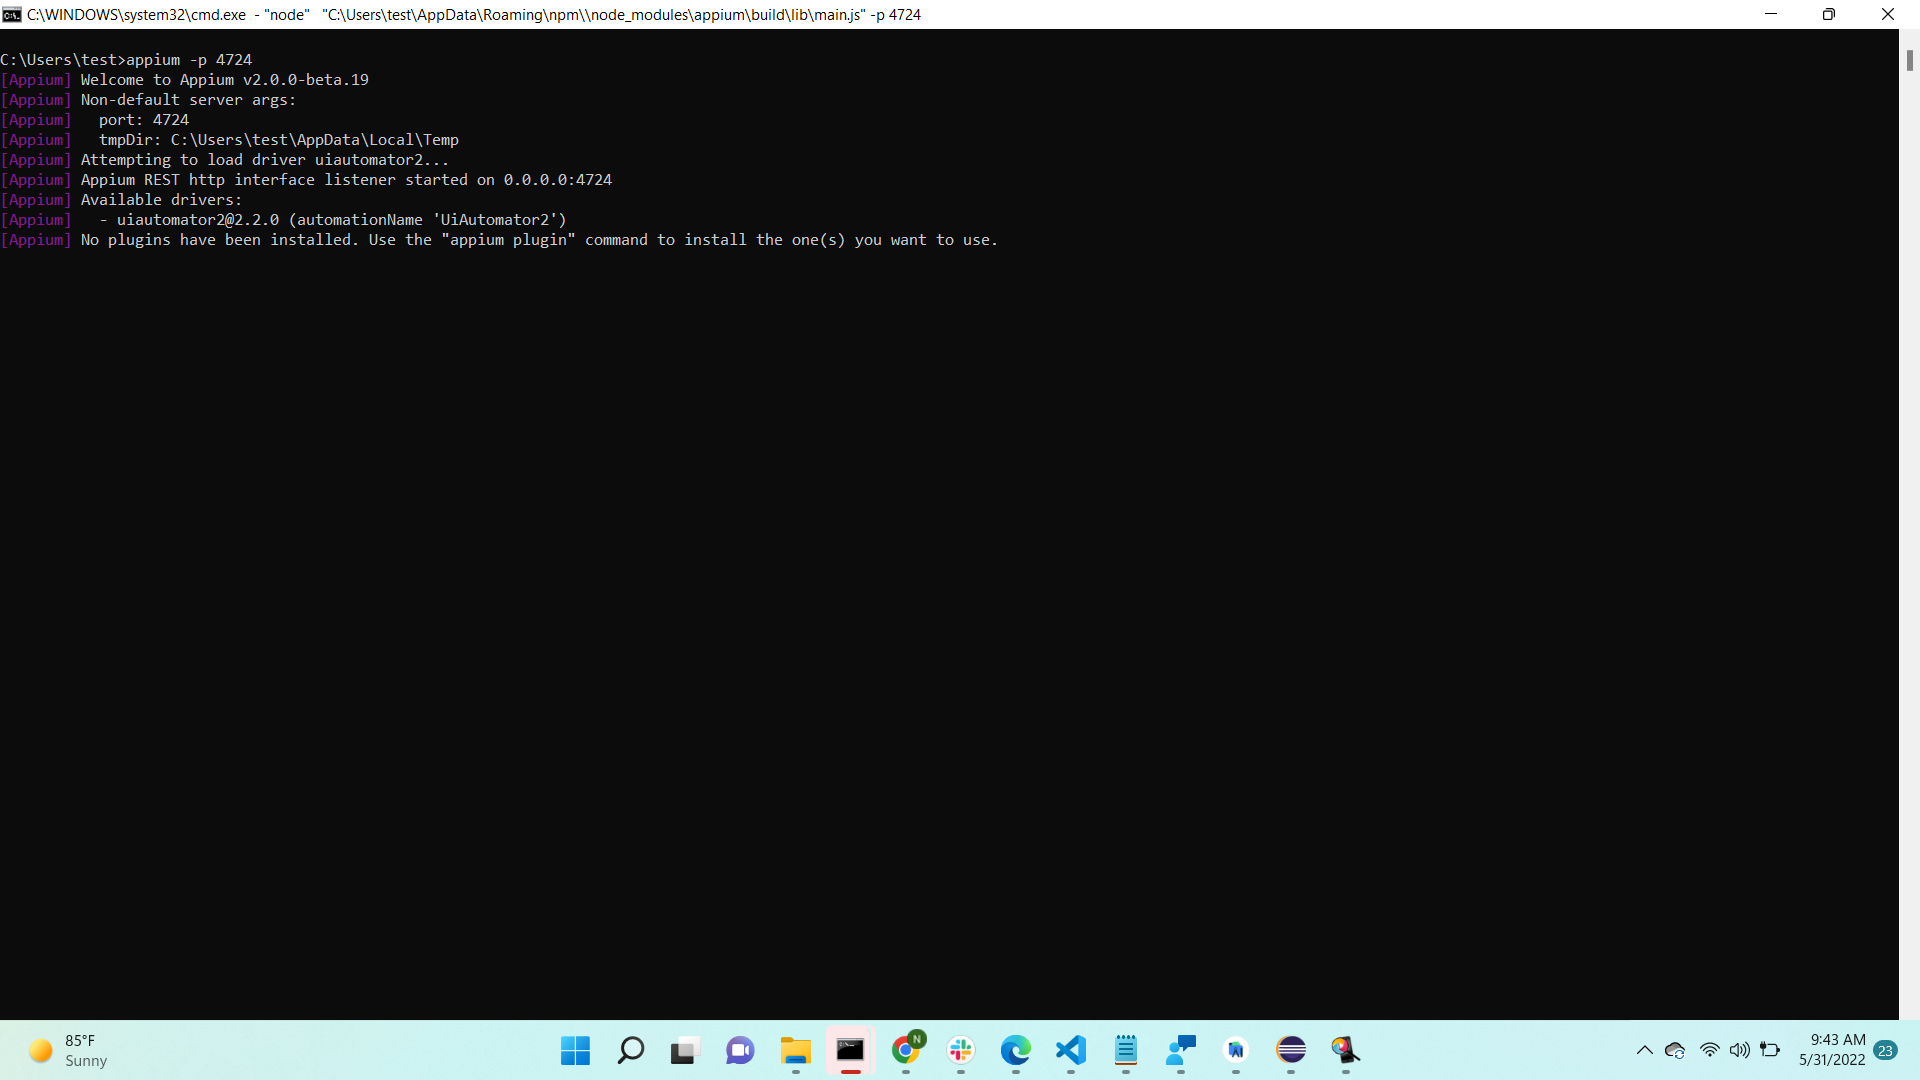 C:\WINDOWS\system32\cmd.exe - "node" "C:\Users\test\AppData\Roaming\npm\\node_modules\appium\build\lib\main.js" -p 4724
C:\Users\test>appium -p 4724
[Appium] Welcome to Appium v2.0.0-beta.19
[Appium] Non-default server args:
[Appium]   port: 4724
[Appium]   tmpDir: C:\Users\test\AppData\Local\Temp
[Appium] Attempting to load driver uiautomator2...
[Appium] Appium REST http interface listener started on 0.0.0.0:4724
[Appium] Available drivers:
[Appium]   - uiautomator2@2.2.0 (automationName 'UiAutomator2')
[Appium] No plugins have been installed. Use the "appium plugin" command to install the one(s) you want to use.
85°F
Sunny
N
9:43 AM
5/31/2022
23